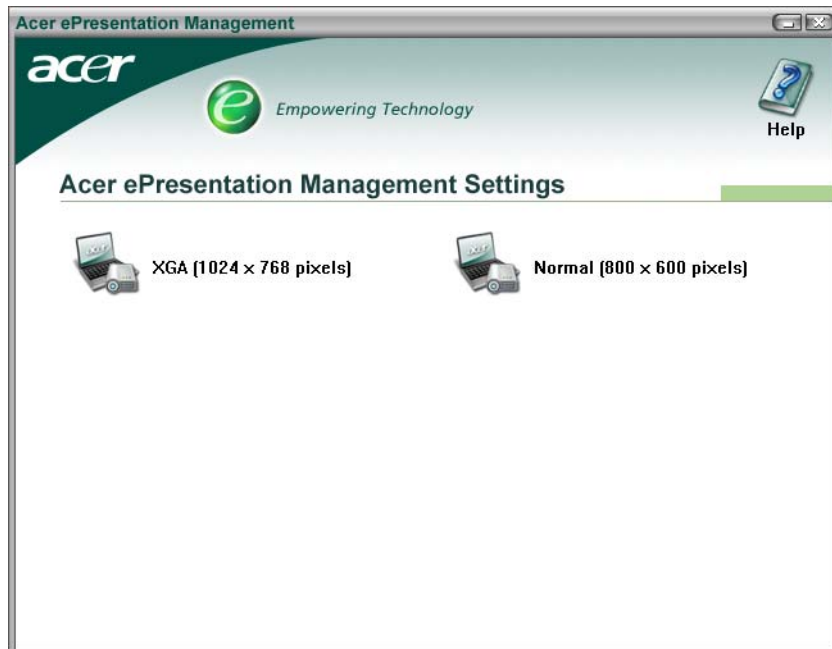 Acer ePresentation Management
acer
e Empowering Technology
Help
Acer ePresentation Management Settings
XGA (1024 x 768 pixels)
Normal (800 x 600 pixels)